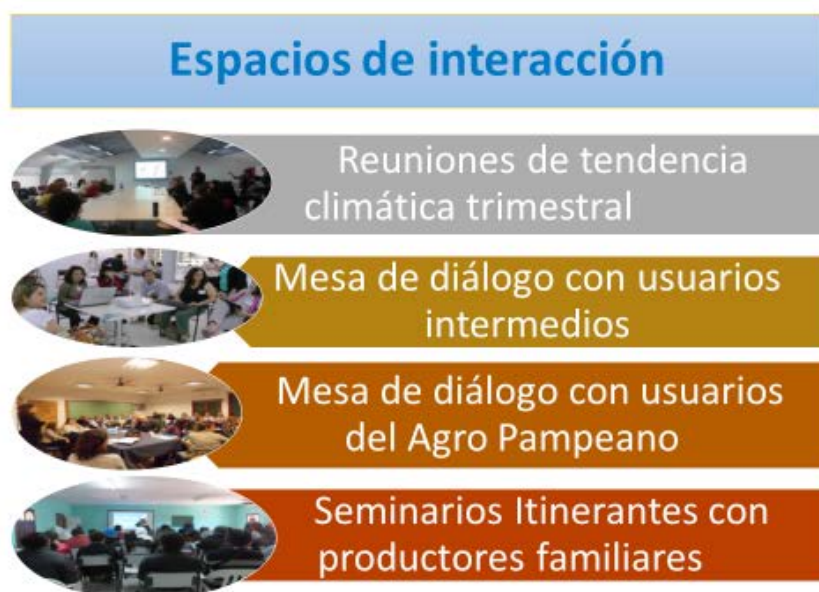 Espacios de interacción
Reuniones de tendencia
climática trimestral
Mesa de diálogo con usuarios
intermedios
Mesa de diálogo con usuarios
del Agro Pampeano
Seminarios Itinerantes con
productores familiares